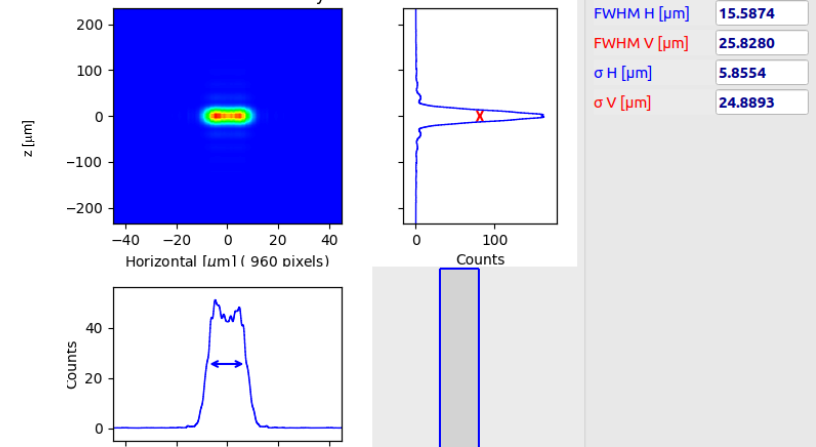 FWHM H [μm] 15.5874
FWHM V [μm] 25.8280
σ H [μm] 5.8554
σ V [μm] 24.8893
z [μm]
200
100
0
−100
−200
−40 −20 0 20 40
Horizontal [μm] ( 960 pixels)
0 100
Counts
Counts
40
20
0